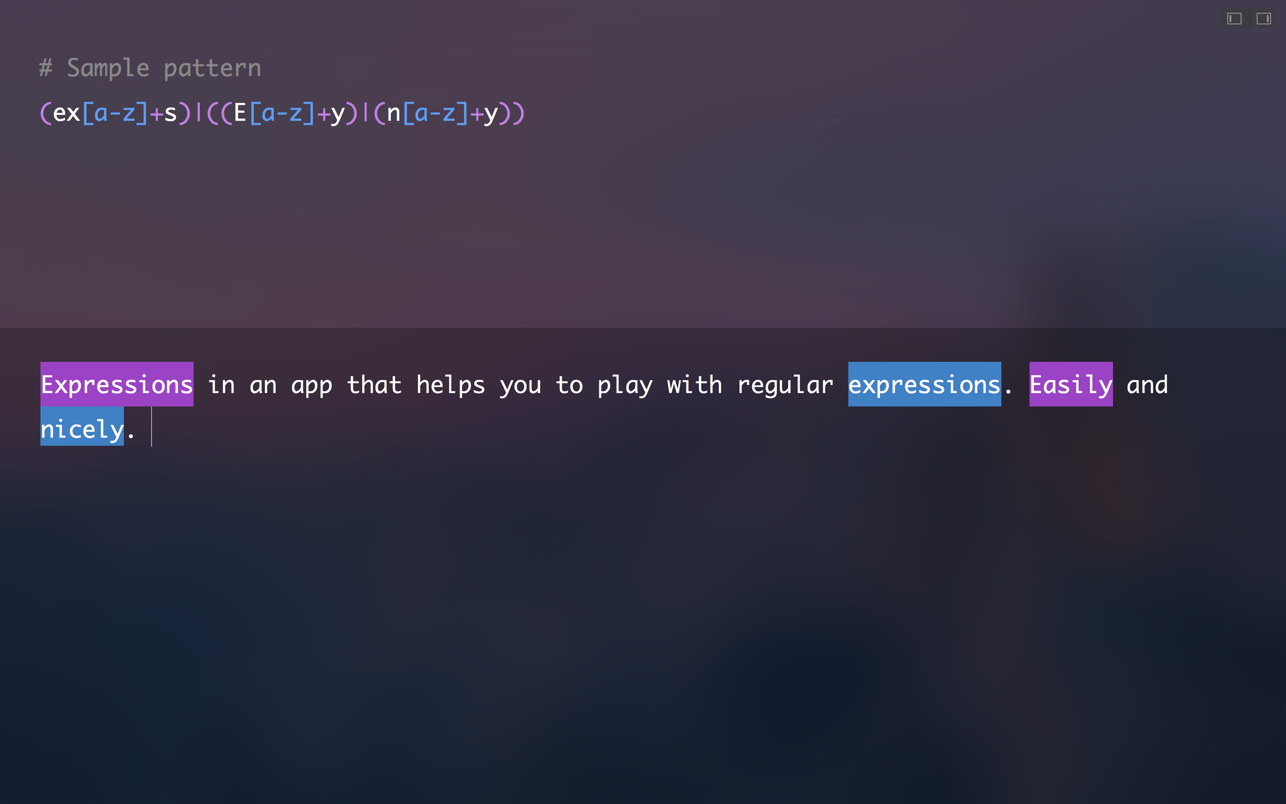 # Sample pattern
(ex[a-z]+s)|((E[a-z]+y)|(n[a-z]+y))
Expressions in an app that helps you to play with regular expressions. Easily and
nicely.